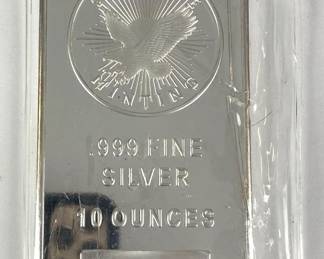 MINTING
.999 FINE
SILVER
10 OUNCES